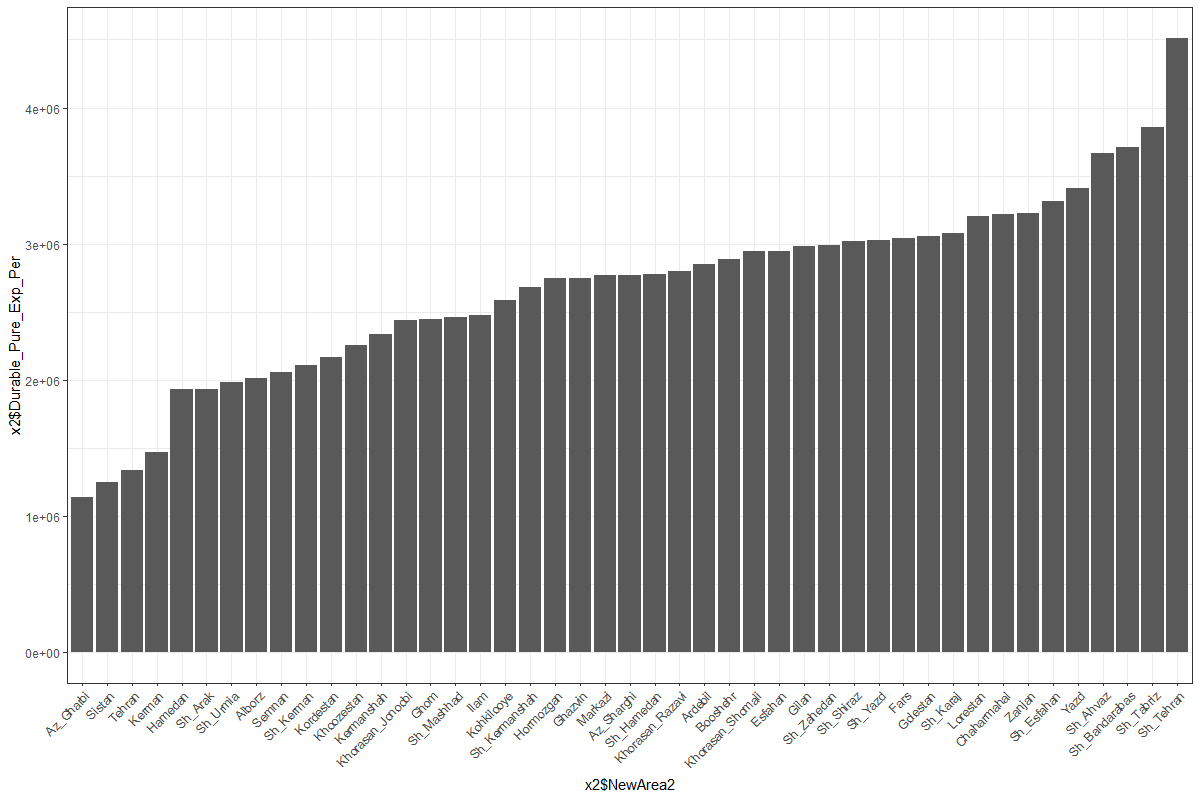 4e+06
3e+06
2e+06
1e+06
0e+00
x2$Durable_Pure_Exp_Per
Az_Gharbi
Sistan
Tehran
Kerman
Hamedan
Sh_Arak
Sh_Urmia
Alborz
Semnan
Sh_Kerman
Kordestan
Khoozestan
Kermanshah
Khorasan_Jonoobi
Ghom
Sh_Mashhad
Ilam
Kohkilooye
Sh_Kermanshah
Hormozgan
Ghazvin
Markazi
Az_Sharghi
Sh_Hamedan
Khorasan_Razavi
Ardebil
Booshehr
Khorasan_Shomali
Esfahan
Gilan
Sh_Zahedan
Sh_Shiraz
Sh_Yazd
Fars
Golestan
Sh_Karaj
Lorestan
Chaharmahal
Zanjan
Sh_Esfahan
Yazd
Sh_Ahvaz
Sh_Bandarabas
Sh_Tabriz
Sh_Tehran
x2$NewArea2